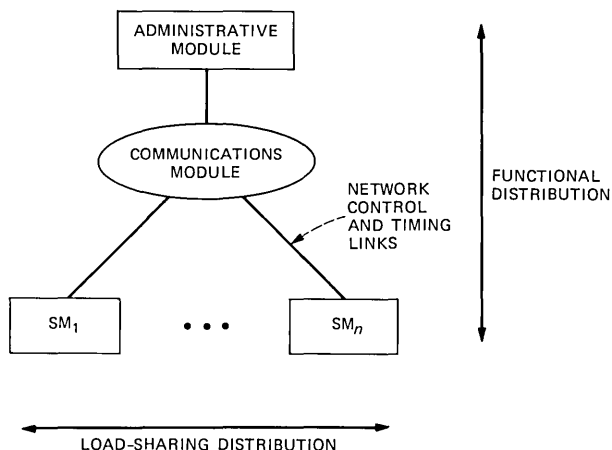 ADMINISTRATIVE
MODULE
COMMUNICATIONS
MODULE
NETWORK
CONTROL
AND TIMING
LINKS
FUNCTIONAL
DISTRIBUTION
SM₁
• • •
SMₙ
LOAD-SHARING DISTRIBUTION